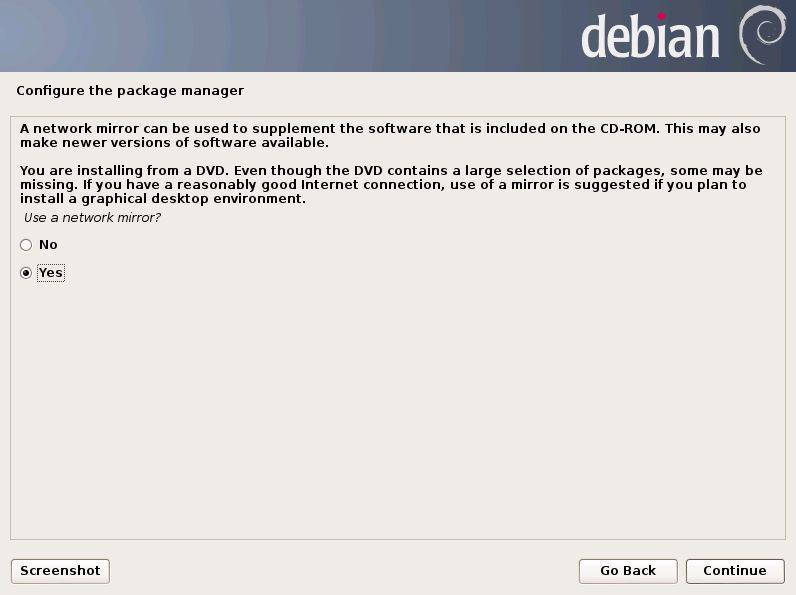 debian
Configure the package manager
A network mirror can be used to supplement the software that is included on the CD-ROM. This may also
make newer versions of software available.
You are installing from a DVD. Even though the DVD contains a large selection of packages, some may be
missing. If you have a reasonably good Internet connection, use of a mirror is suggested if you plan to
install a graphical desktop environment.
Use a network mirror?
No
Yes
Screenshot
Go Back
Continue